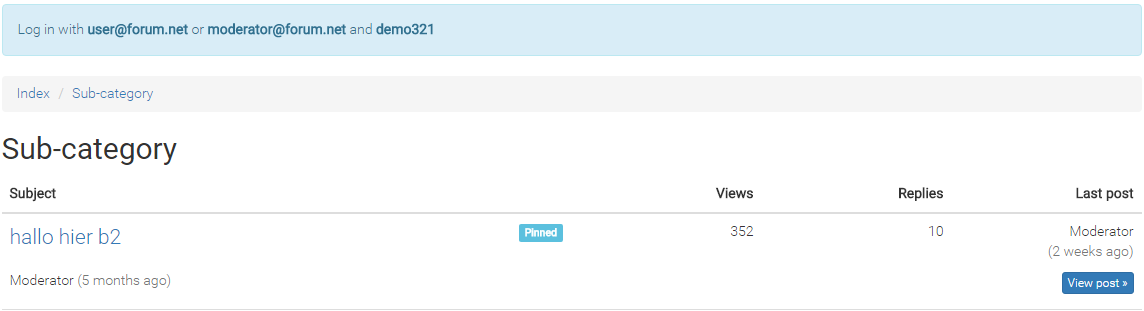 Log in with user@forum.net or moderator@forum.net and demo321
Index / Sub-category
Sub-category
Subject Views Replies Last post
hallo hier b2 Pinned 352 10 Moderator
(2 weeks ago)
Moderator (5 months ago) View post »